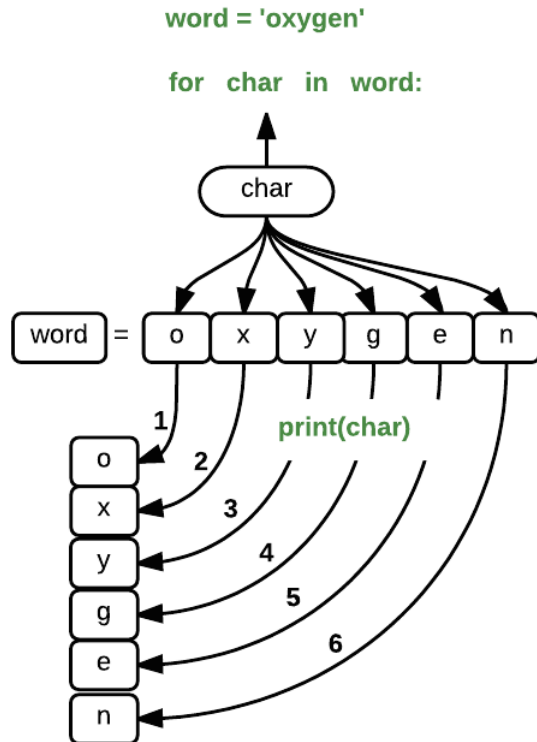 word = 'oxygen'
for char in word:
char
word = o x y g e n
1
print(char)
o
2
x
3
y
4
g
5
e
6
n